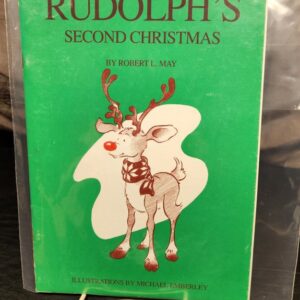 RUDOLPH'S
SECOND CHRISTMAS
BY ROBERT L. MAY
ILLUSTRATIONS BY MICHAEL EMBERLEY